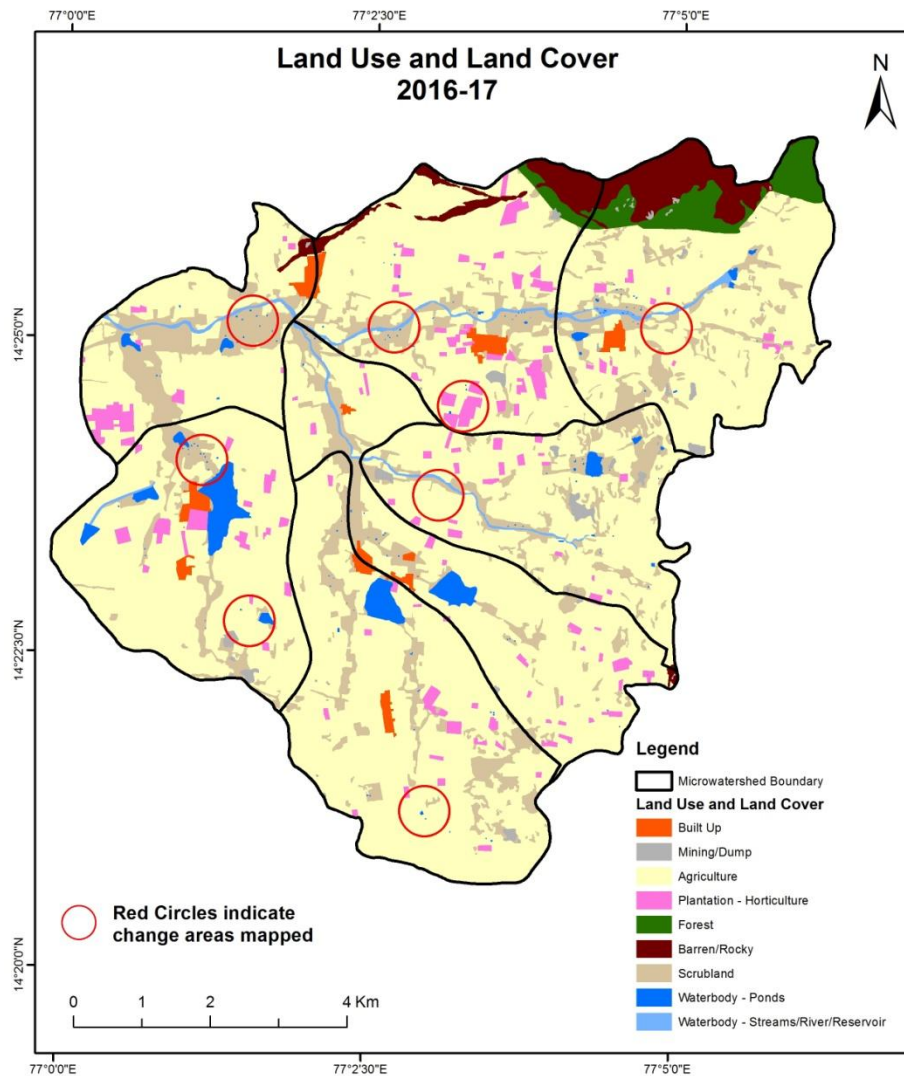 77°0'0"E 77°2'30"E 77°5'0"E
Land Use and Land Cover
2016-17
N
14°25'0"N
14°22'30"N
14°20'0"N
Legend
Microwatershed Boundary
Land Use and Land Cover
Built Up
Mining/Dump
Agriculture
Plantation - Horticulture
Forest
Barren/Rocky
Scrubland
Waterbody - Ponds
Waterbody - Streams/River/Reservoir
Red Circles indicate
change areas mapped
0 1 2 4 Km
77°0'0"E 77°2'30"E 77°5'0"E